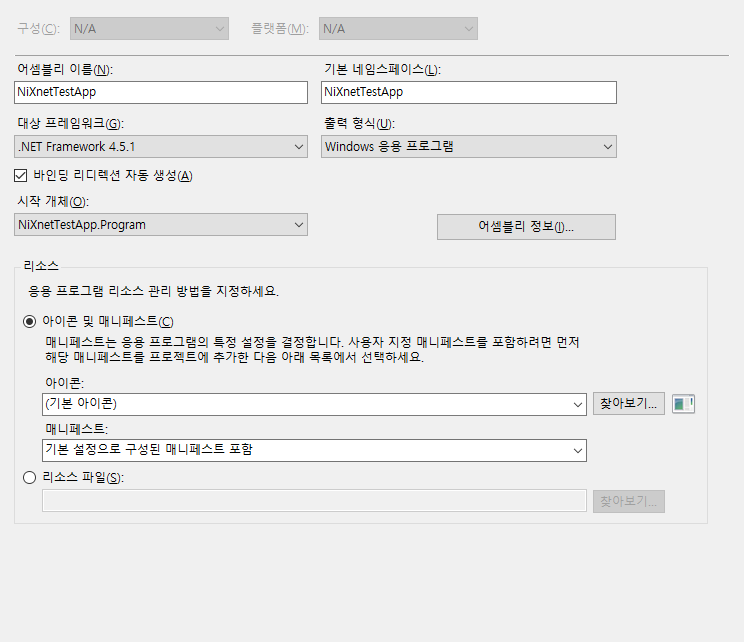 구성(C): N/A 플랫폼(M): N/A
어셈블리 이름(N): 기본 네임스페이스(L):
NiXnetTestApp NiXnetTestApp
대상 프레임워크(G): 출력 형식(U):
.NET Framework 4.5.1 Windows 응용 프로그램
바인딩 리디렉션 자동 생성(A)
시작 개체(O):
NiXnetTestApp.Program 어셈블리 정보(I)...
리소스
응용 프로그램 리소스 관리 방법을 지정하세요.
아이콘 및 매니페스트(C)
매니페스트는 응용 프로그램의 특정 설정을 결정합니다. 사용자 지정 매니페스트를 포함하려면 먼저
해당 매니페스트를 프로젝트에 추가한 다음 아래 목록에서 선택하세요.
아이콘:
(기본 아이콘) 찾아보기...
매니페스트:
기본 설정으로 구성된 매니페스트 포함
리소스 파일(S):
찾아보기...